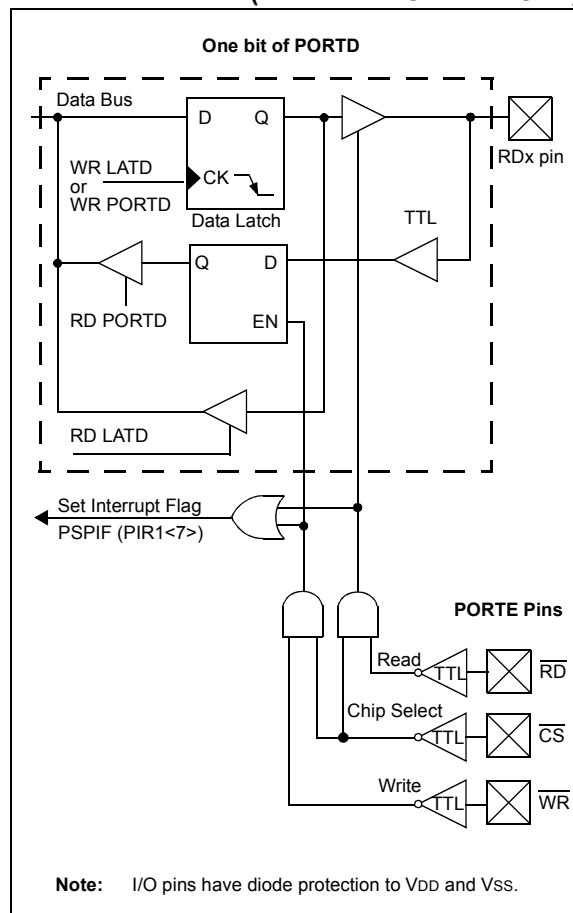 One bit of PORTD
Data Bus
D Q
RDx pin
WR LATD
or
WR PORTD
CK
Data Latch
TTL
Q D
EN
RD PORTD
RD LATD
Set Interrupt Flag
PSPIF (PIR1<7>)
PORTE Pins
Read
TTL
RD
Chip Select
TTL
CS
Write
TTL
WR
Note: I/O pins have diode protection to VDD and VSS.